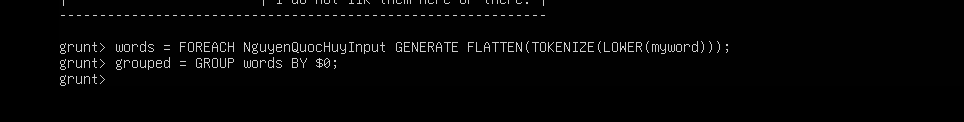 | I do not lik them here or there. |
---------------------------------------------------------------
grunt> words = FOREACH NguyenQuocHuyInput GENERATE FLATTEN(TOKENIZE(LOWER(myword)));
grunt> grouped = GROUP words BY $0;
grunt>